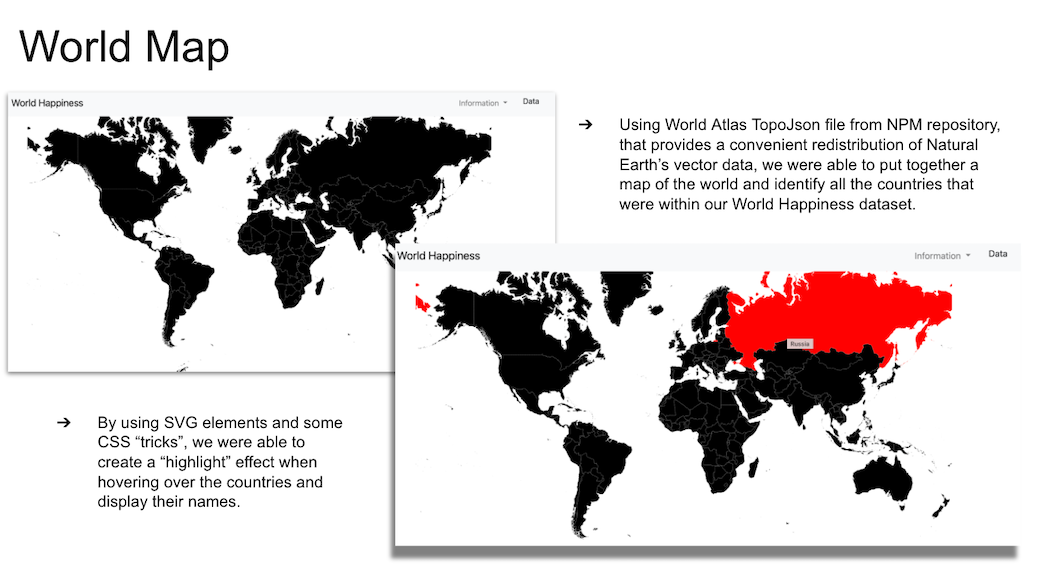 World Map
World Happiness
Information
Data
➔ Using World Atlas TopoJson file from NPM repository,
that provides a convenient redistribution of Natural
Earth’s vector data, we were able to put together a
map of the world and identify all the countries that
were within our World Happiness dataset.
World Happiness
Information
Data
Russia
➔ By using SVG elements and some
CSS “tricks”, we were able to
create a “highlight” effect when
hovering over the countries and
display their names.